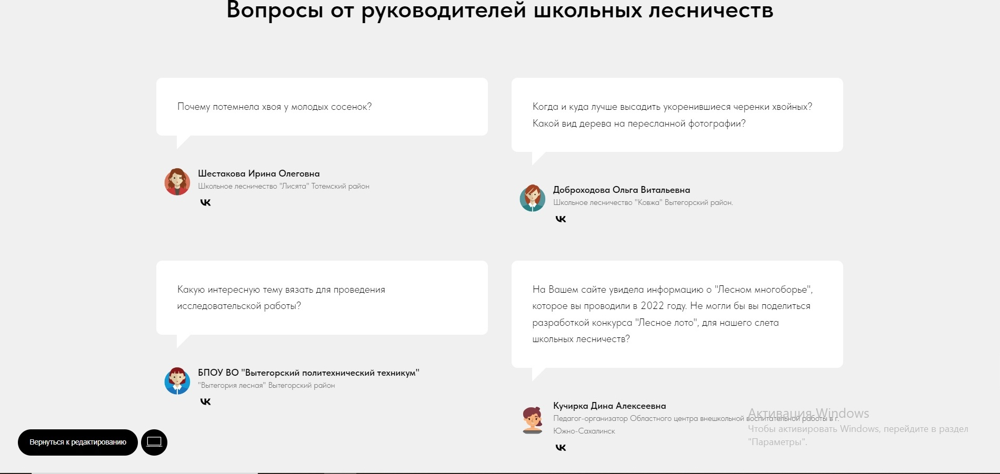 Вопросы от руководителей школьных лесничеств
Почему потемнела хвоя у молодых сосенок?
Шестакова Ирина Олеговна
Школьное лесничество "Лисята" Тотемский район
Когда и куда лучше высадить укоренившиеся черенки хвойных?
Какой вид дерева на пересланной фотографии?
Доброходова Ольга Витальевна
Школьное лесничество "Ковжа" Вытегорский район.
Какую интересную тему вязать для проведения
исследовательской работы?
БПОУ ВО "Вытегорский политехнический техникум"
"Вытегория лесная" Вытегорский район
На Вашем сайте увидела информацию о "Лесном многоборье",
которое вы проводили в 2022 году. Не могли бы вы поделиться
разработкой конкурса "Лесное лото", для нашего слета
школьных лесничеств?
Кучирка Дина Алексеевна
Педагог-организатор Областного центра внешкольной воспитательной работы в г.
Южно-Сахалинск
Активация Windows
Чтобы активировать Windows, перейдите в раздел
"Параметры".
Вернуться к редактированию